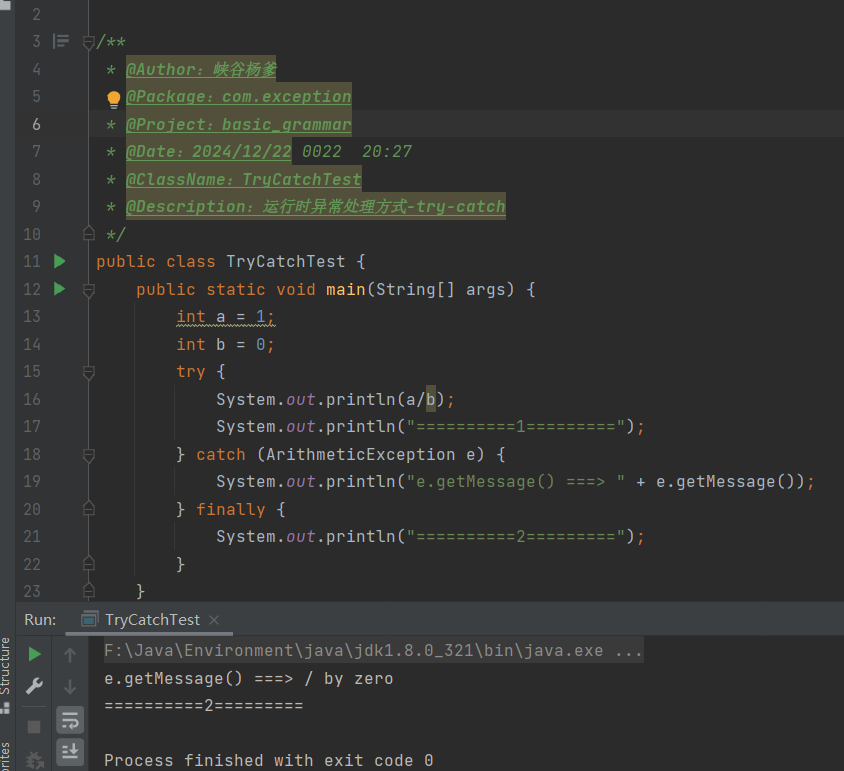 2
3 /**
4 * @Author：峡谷杨爹
5 * @Package：com.exception
6 * @Project：basic_grammar
7 * @Date：2024/12/22 0022  20:27
8 * @ClassName：TryCatchTest
9 * @Description：运行时异常处理方式-try-catch
10 */
11 public class TryCatchTest {
12 public static void main(String[] args) {
13 int a = 1;
14 int b = 0;
15 try {
16 System.out.println(a/b);
17 System.out.println("==========1=========");
18 } catch (ArithmeticException e) {
19 System.out.println("e.getMessage() ===> " + e.getMessage());
20 } finally {
21 System.out.println("==========2=========");
22 }
23 }
Run: TryCatchTest
F:\Java\Environment\java\jdk1.8.0_321\bin\java.exe ...
e.getMessage() ===> / by zero
==========2=========
Process finished with exit code 0
Structure